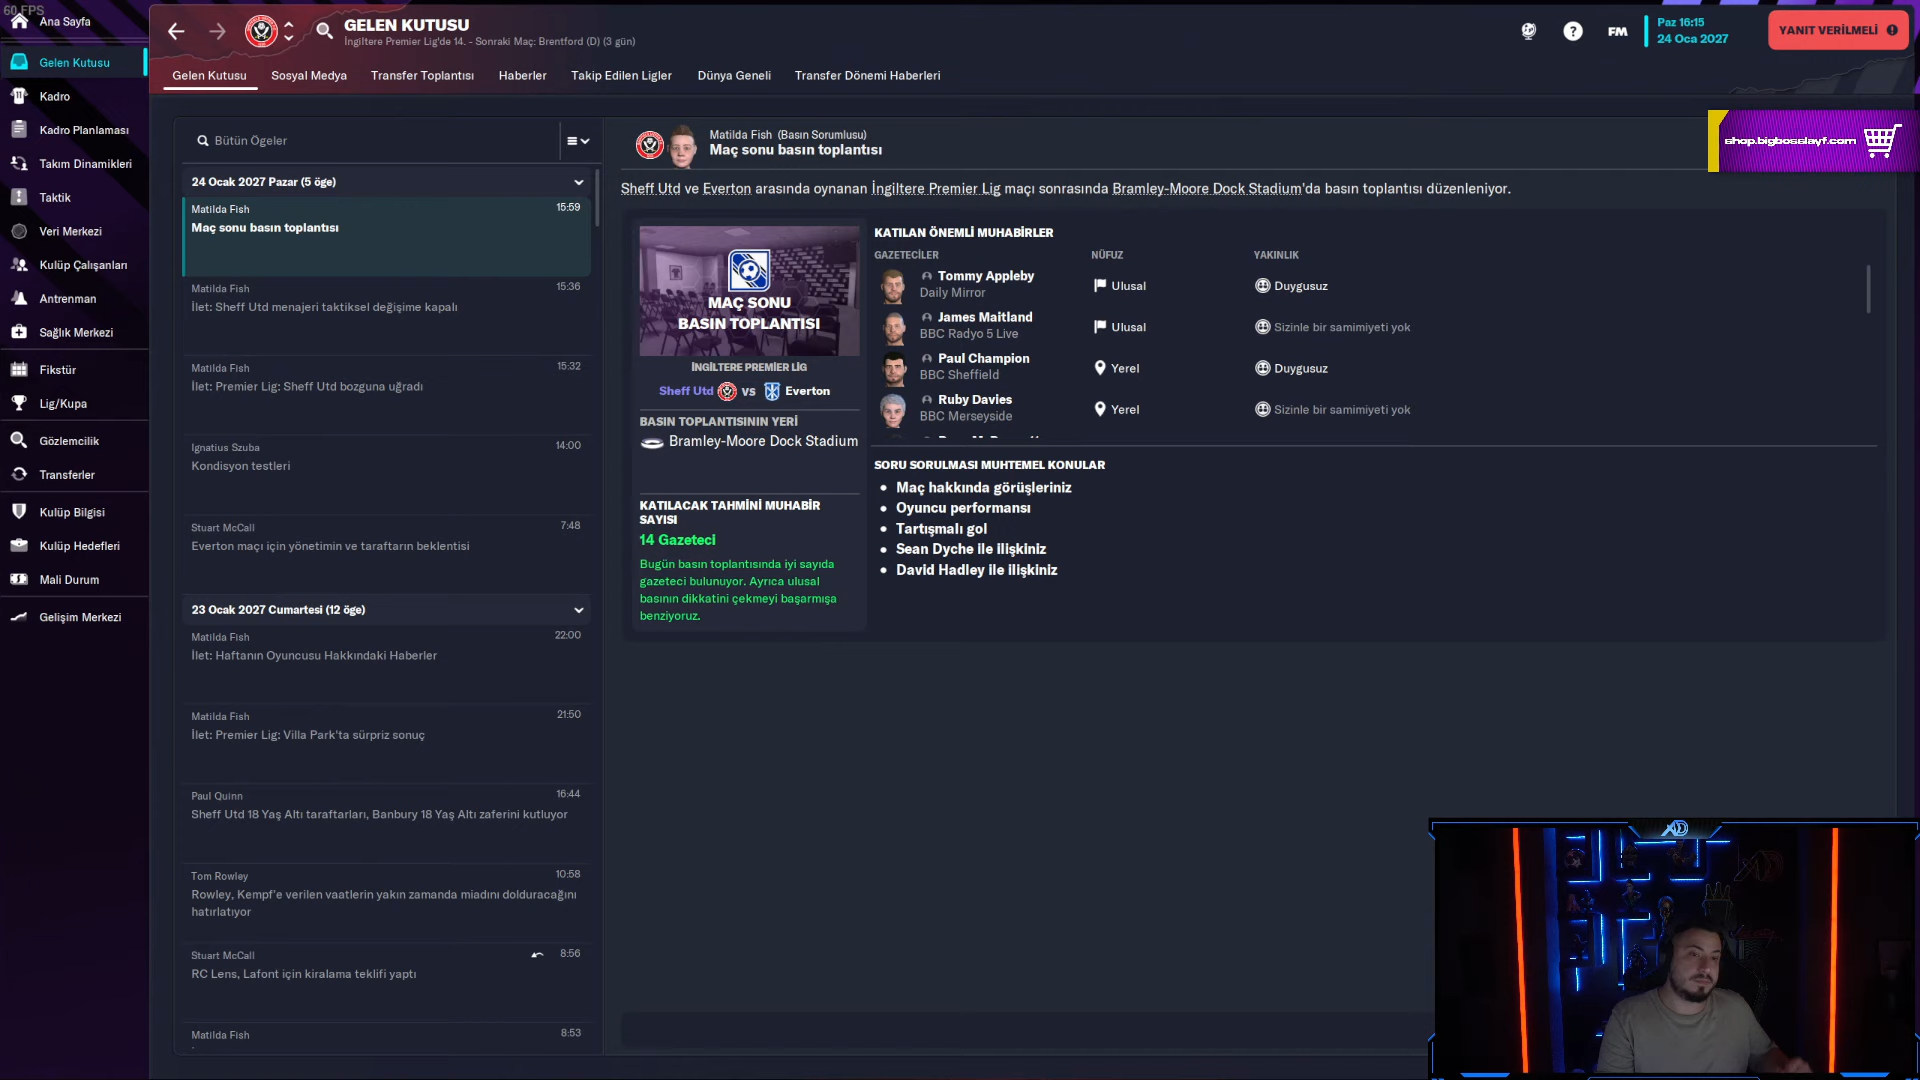 60 FPS
Ana Sayfa
Gelen Kutusu
Kadro
Kadro Planlaması
Takım Dinamikleri
Taktik
Veri Merkezi
Kulüp Çalışanları
Antrenman
Sağlık Merkezi
Fikstür
Lig/Kupa
Gözlemcilik
Transferler
Kulüp Bilgisi
Kulüp Hedefleri
Mali Durum
Gelişim Merkezi
GELEN KUTUSU
İngiltere Premier Lig'de 14. - Sonraki Maç: Brentford (D) (3 gün)
FM
Paz 16:15
24 Oca 2027
YANIT VERİLMELİ
Gelen Kutusu
Sosyal Medya
Transfer Toplantısı
Haberler
Takip Edilen Ligler
Dünya Geneli
Transfer Dönemi Haberleri
shop.bigbosslayf.com
Bütün Ögeler
24 Ocak 2027 Pazar (5 öge)
Matilda Fish 15:59
Maç sonu basın toplantısı
Matilda Fish 15:36
İlet: Sheff Utd menajeri taktiksel değişime kapalı
Matilda Fish 15:32
İlet: Premier Lig: Sheff Utd bozguna uğradı
Ignatius Szuba 14:00
Kondisyon testleri
Stuart McCall 7:48
Everton maçı için yönetimin ve taraftarın beklentisi
23 Ocak 2027 Cumartesi (12 öge)
Matilda Fish 22:00
İlet: Haftanın Oyuncusu Hakkındaki Haberler
Matilda Fish 21:50
İlet: Premier Lig: Villa Park'ta sürpriz sonuç
Paul Quinn 16:44
Sheff Utd 18 Yaş Altı taraftarları, Banbury 18 Yaş Altı zaferini kutluyor
Tom Rowley 10:58
Rowley, Kempf'e verilen vaatlerin yakın zamanda miadını dolduracağını
hatırlatıyor
Stuart McCall 8:56
RC Lens, Lafont için kiralama teklifi yaptı
Matilda Fish 8:53
Matilda Fish (Basın Sorumlusu)
Maç sonu basın toplantısı
Sheff Utd ve Everton arasında oynanan İngiltere Premier Lig maçı sonrasında Bramley-Moore Dock Stadium'da basın toplantısı düzenleniyor.
MAÇ SONU
BASIN TOPLANTISI
İNGİLTERE PREMİER LİG
Sheff Utd vs Everton
BASIN TOPLANTISININ YERİ
Bramley-Moore Dock Stadium
KATILACAK TAHMİNİ MUHABİR
SAYISI
14 Gazeteci
Bugün basın toplantısında iyi sayıda
gazeteci bulunuyor. Ayrıca ulusal
basının dikkatini çekmeyi başarmışa
benziyoruz.
KATILAN ÖNEMLİ MUHABİRLER
GAZETECİLER NÜFUZ YAKINLIK
Tommy Appleby
Daily Mirror
Ulusal
Duygusuz
James Maitland
BBC Radyo 5 Live
Ulusal
Sizinle bir samimiyeti yok
Paul Champion
BBC Sheffield
Yerel
Duygusuz
Ruby Davies
BBC Merseyside
Yerel
Sizinle bir samimiyeti yok
SORU SORULMASI MUHTEMEL KONULAR
Maç hakkında görüşleriniz
Oyuncu performansı
Tartışmalı gol
Sean Dyche ile ilişkiniz
David Hadley ile ilişkiniz